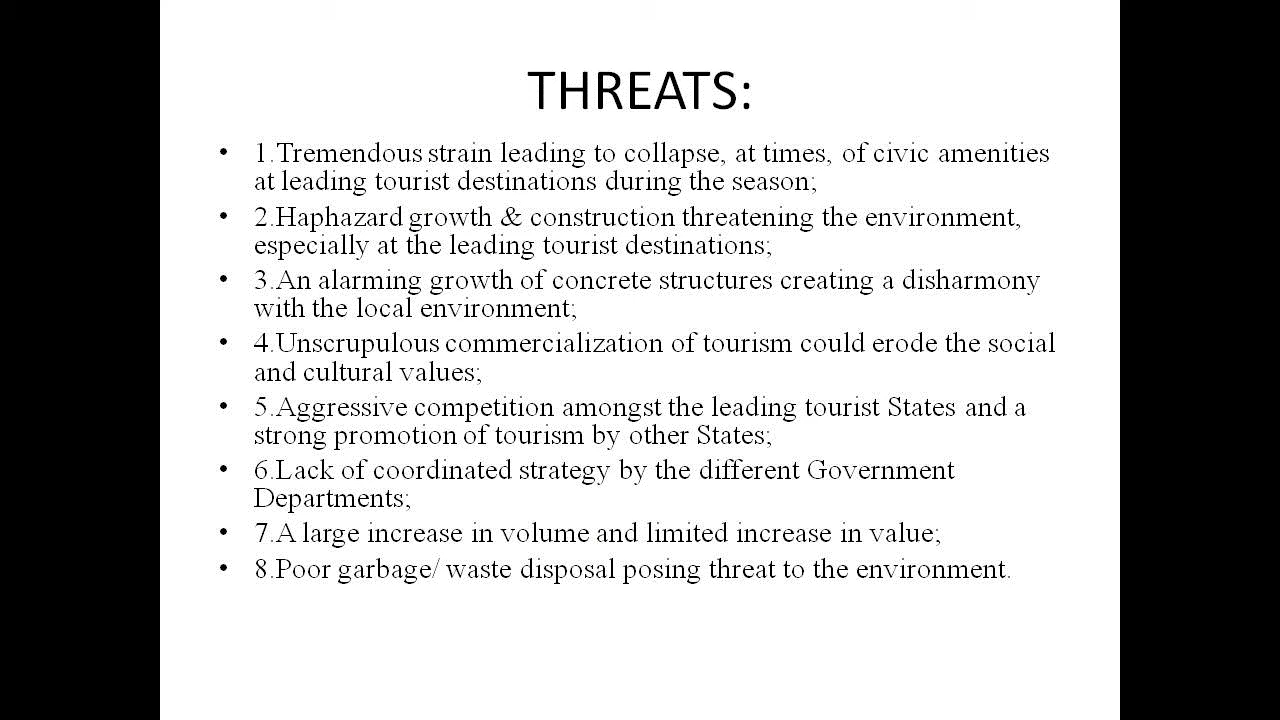 THREATS:
• 1.Tremendous strain leading to collapse, at times, of civic amenities
at leading tourist destinations during the season;
• 2.Haphazard growth & construction threatening the environment,
especially at the leading tourist destinations;
• 3.An alarming growth of concrete structures creating a disharmony
with the local environment;
• 4.Unscrupulous commercialization of tourism could erode the social
and cultural values;
• 5.Aggressive competition amongst the leading tourist States and a
strong promotion of tourism by other States;
• 6.Lack of coordinated strategy by the different Government
Departments;
• 7.A large increase in volume and limited increase in value;
• 8.Poor garbage/ waste disposal posing threat to the environment.